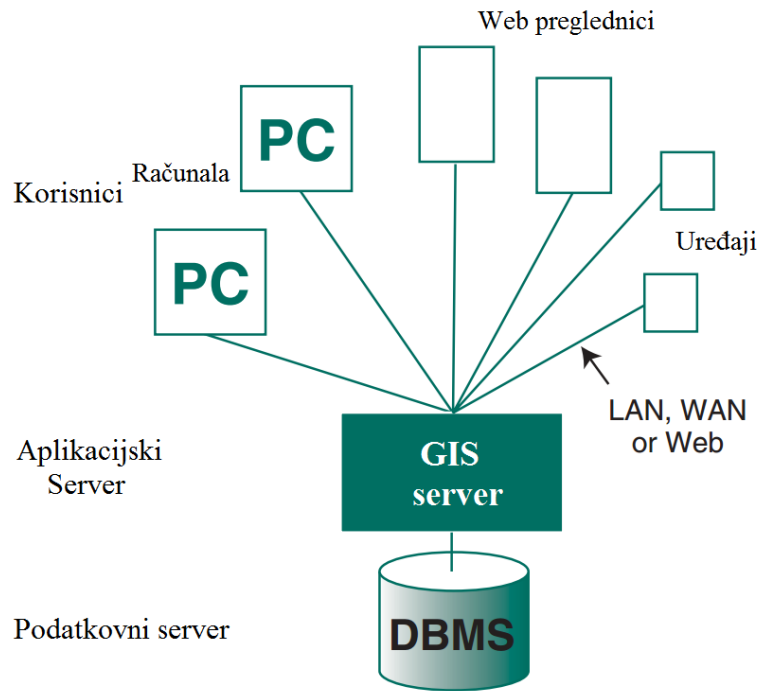 Web preglednici
PC
Računala
Korisnici
Uređaji
PC
LAN, WAN
or Web
Aplikacijski
Server
GIS
server
Podatkovni server
DBMS